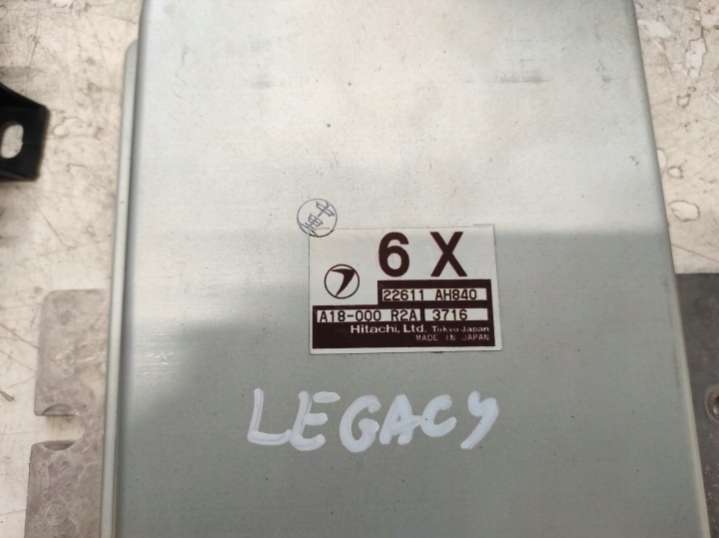 6 X
22611 AH840
A18-000 R2A 3716
Hitachi, Ltd. Tokyo Japan
MADE IN JAPAN
LEGACY